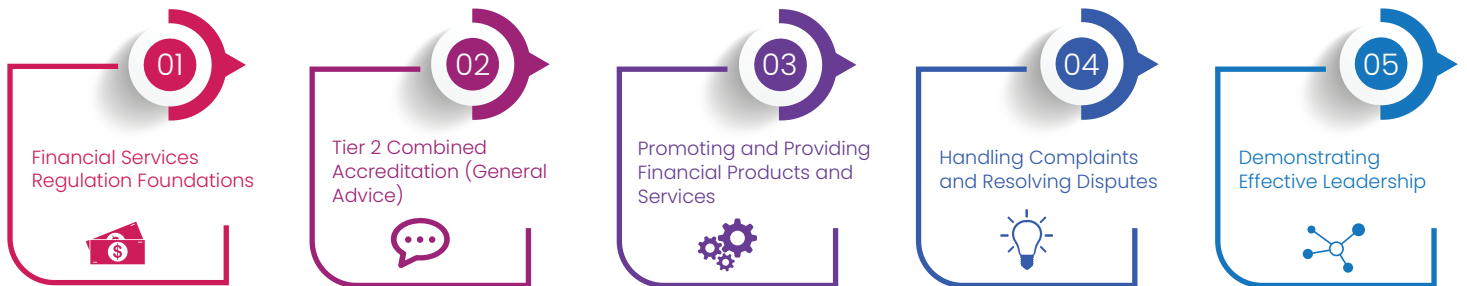 01
Financial Services
Regulation Foundations
$
02
Tier 2 Combined
Accreditation (General
Advice)
03
Promoting and Providing
Financial Products and
Services
04
Handling Complaints
and Resolving Disputes
05
Demonstrating
Effective Leadership